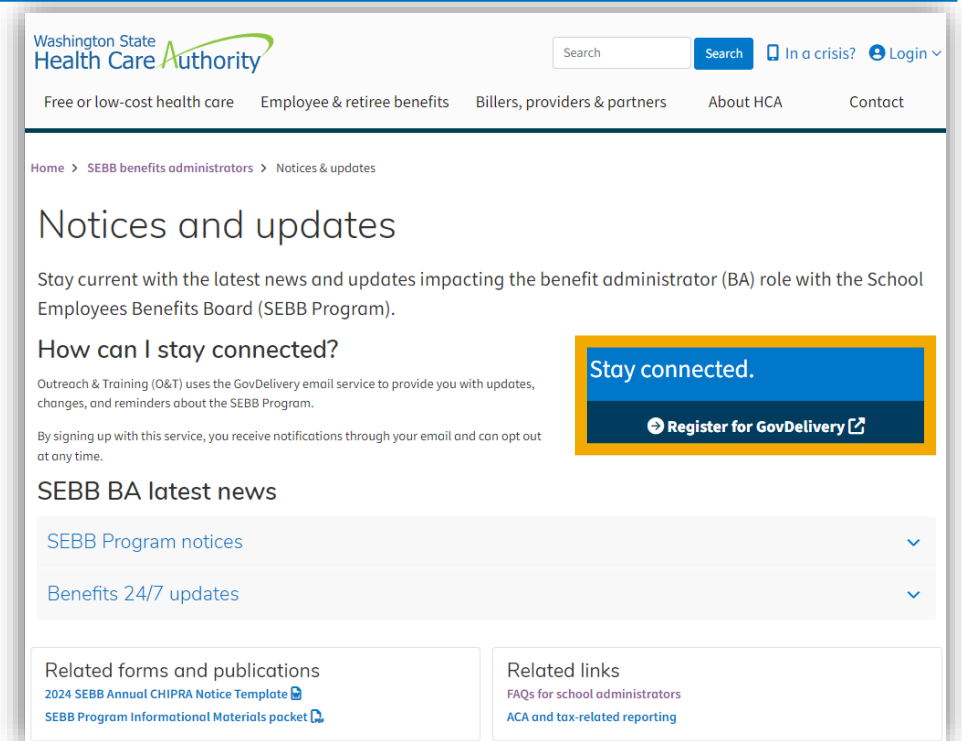 Washington State
Health Care Authority
Search
Search
In a crisis?
Login
Free or low-cost health care
Employee & retiree benefits
Billers, providers & partners
About HCA
Contact
Home > SEBB benefits administrators > Notices & updates
Notices and updates
Stay current with the latest news and updates impacting the benefit administrator (BA) role with the School
Employees Benefits Board (SEBB Program).
How can I stay connected?
Outreach & Training (O&T) uses the GovDelivery email service to provide you with updates,
changes, and reminders about the SEBB Program.
By signing up with this service, you receive notifications through your email and can opt out
at any time.
Stay connected.
Register for GovDelivery
SEBB BA latest news
SEBB Program notices
Benefits 24/7 updates
Related forms and publications
2024 SEBB Annual CHIPRA Notice Template
SEBB Program Informational Materials packet
Related links
FAQs for school administrators
ACA and tax-related reporting